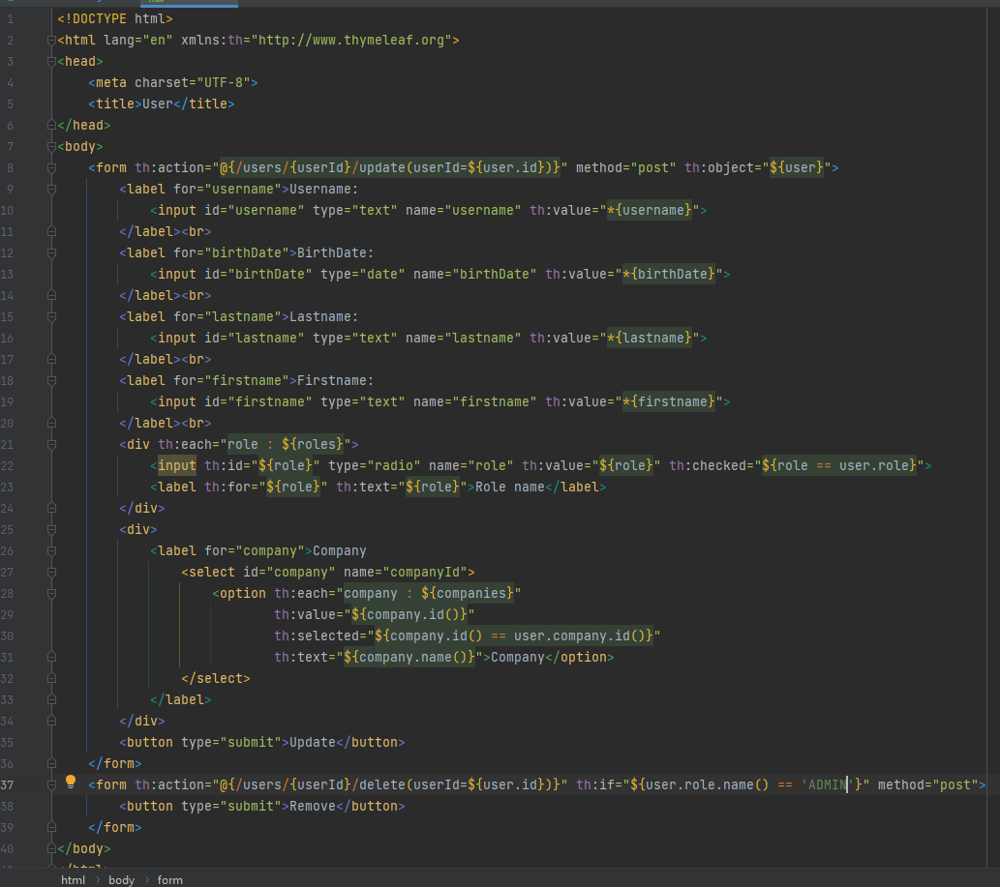 1 <!DOCTYPE html>
2 <html lang="en" xmlns:th="http://www.thymeleaf.org">
3 <head>
4     <meta charset="UTF-8">
5     <title>User</title>
6 </head>
7 <body>
8     <form th:action="@{/users/{userId}/update(userId=${user.id})}" method="post" th:object="${user}">
9         <label for="username">Username:
10             <input id="username" type="text" name="username" th:value="*{username}">
11         </label><br>
12         <label for="birthDate">BirthDate:
13             <input id="birthDate" type="date" name="birthDate" th:value="*{birthDate}">
14         </label><br>
15         <label for="lastname">Lastname:
16             <input id="lastname" type="text" name="lastname" th:value="*{lastname}">
17         </label><br>
18         <label for="firstname">Firstname:
19             <input id="firstname" type="text" name="firstname" th:value="*{firstname}">
20         </label><br>
21         <div th:each="role : ${roles}">
22             <input th:id="${role}" type="radio" name="role" th:value="${role}" th:checked="${role == user.role}">
23             <label th:for="${role}" th:text="${role}">Role name</label>
24         </div>
25         <div>
26             <label for="company">Company
27                 <select id="company" name="companyId">
28                     <option th:each="company : ${companies}"
29                             th:value="${company.id()}"
30                             th:selected="${company.id() == user.company.id()}"
31                             th:text="${company.name()}">Company</option>
32                 </select>
33             </label>
34         </div>
35         <button type="submit">Update</button>
36     </form>
37     <form th:action="@{/users/{userId}/delete(userId=${user.id})}" th:if="${user.role.name() == 'ADMIN'}" method="post">
38         <button type="submit">Remove</button>
39     </form>
40 </body>
</html>
html > body > form